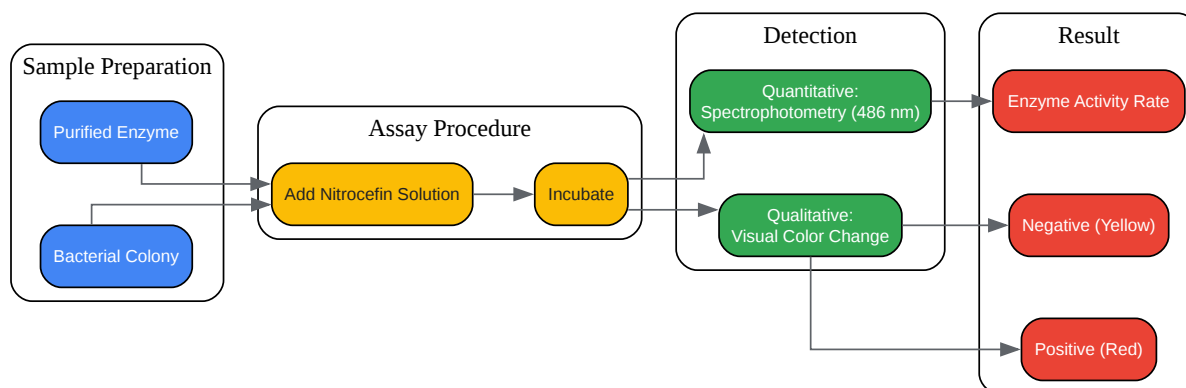 Sample Preparation
Purified Enzyme
Bacterial Colony
Assay Procedure
Add Nitrocefin Solution
Incubate
Detection
Quantitative:
Spectrophotometry (486 nm)
Qualitative:
Visual Color Change
Result
Enzyme Activity Rate
Negative (Yellow)
Positive (Red)